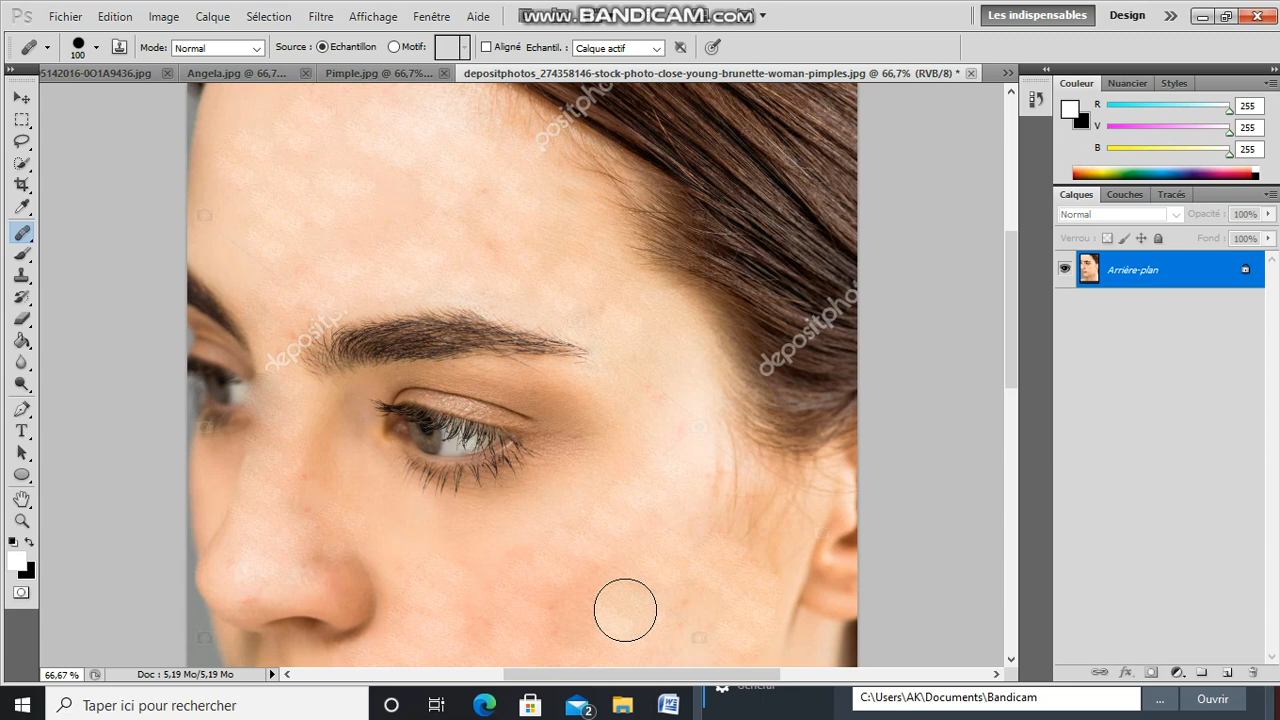 Ps Fichier Edition Image Calque Sélection Filtre Affichage Fenêtre Aide www.BANDICAM.com Les indispensables Design
100 Mode: Normal Source : Echantillon Motif: Aligné Echantil.: Calque actif
5142016-0O1A9436.jpg Angela.jpg @ 66,7... Pimple.jpg @ 66,7%... depositphotos_274358146-stock-photo-close-young-brunette-woman-pimples.jpg @ 66,7% (RVB/8) *
Couleur Nuancier Styles
R 255
V 255
B 255
Calques Couches Tracés
Normal Opacité : 100%
Verrou : Fond : 100%
Arrière-plan
depositphotos
depositphotos
depositpho
66,67 % Doc : 5,19 Mo/5,19 Mo
Général
Taper ici pour rechercher 2 C:\Users\AK\Documents\Bandicam ... Ouvrir